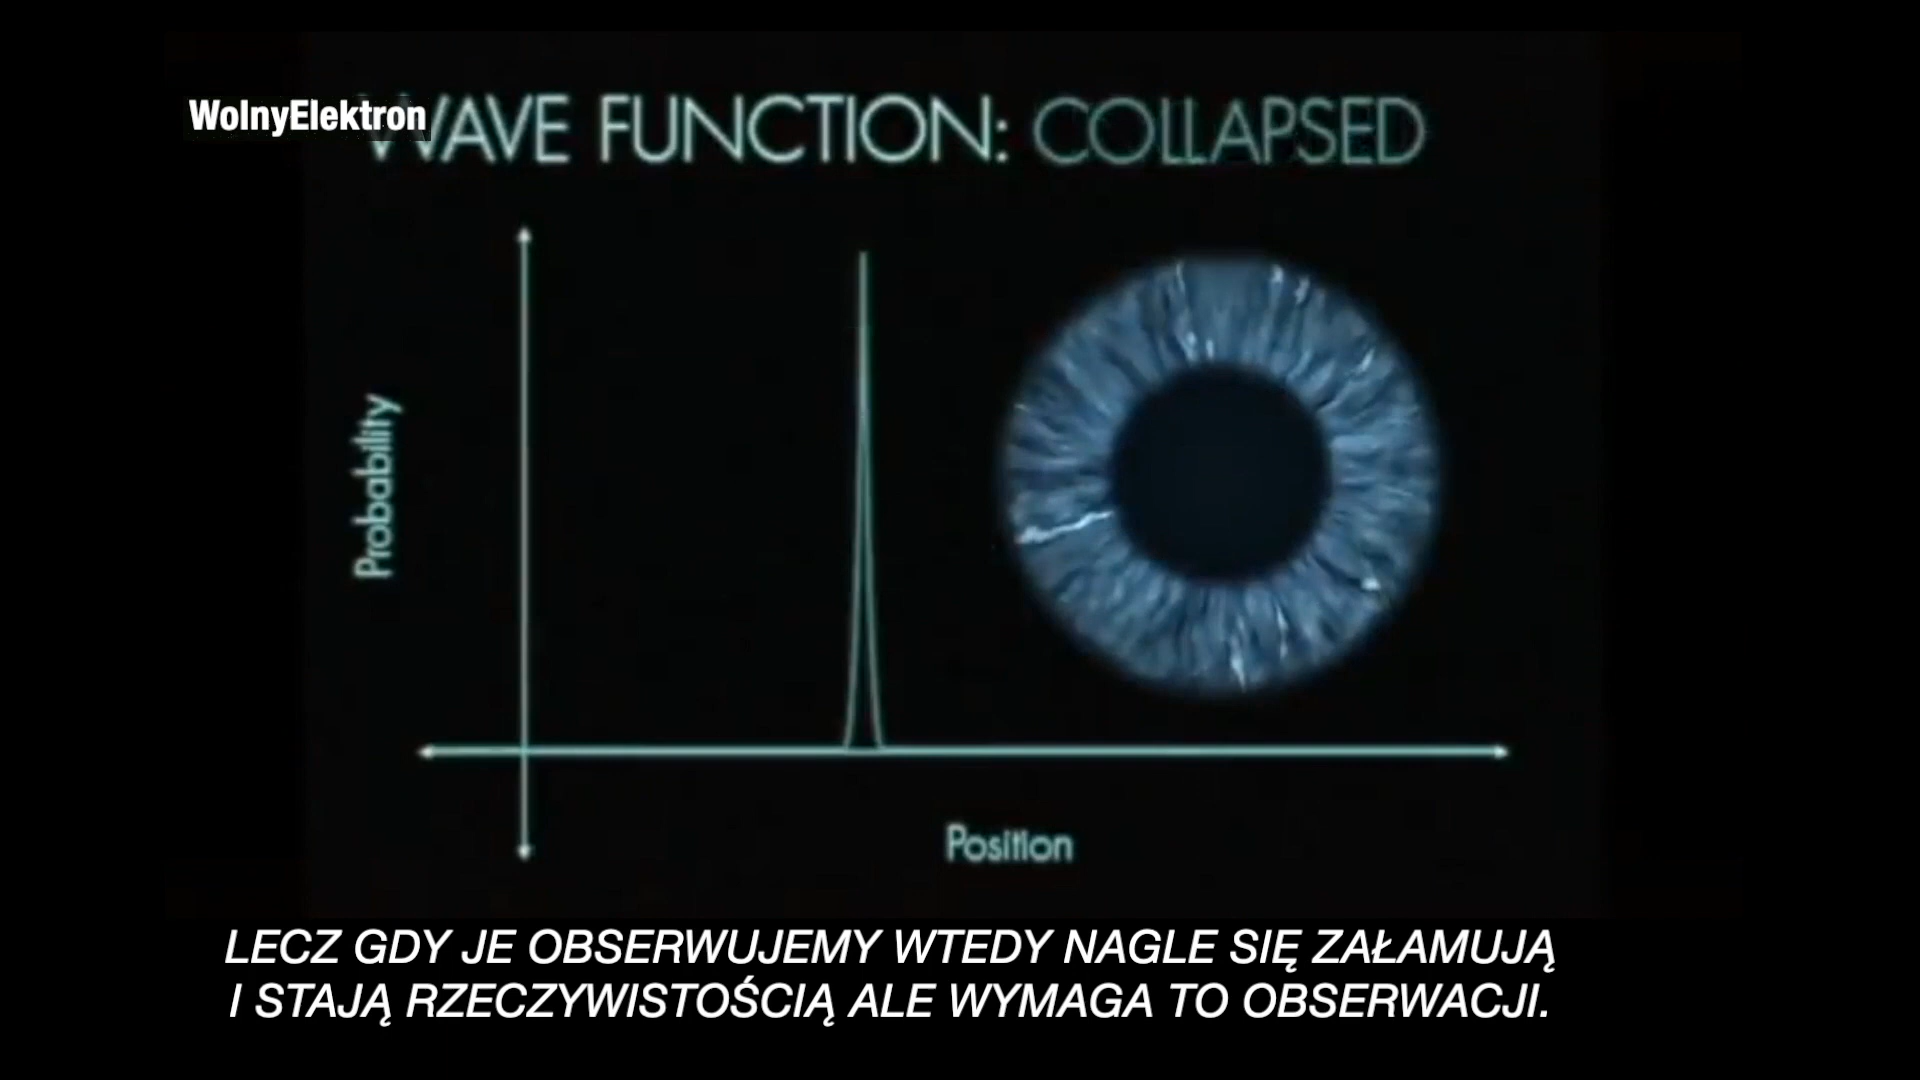 WolnyElektron
WAVE FUNCTION: COLLAPSED
Probability
Position
LECZ GDY JE OBSERWUJEMY WTEDY NAGLE SIĘ ZAŁAMUJĄ
I STAJĄ RZECZYWISTOŚCIĄ ALE WYMAGA TO OBSERWACJI.